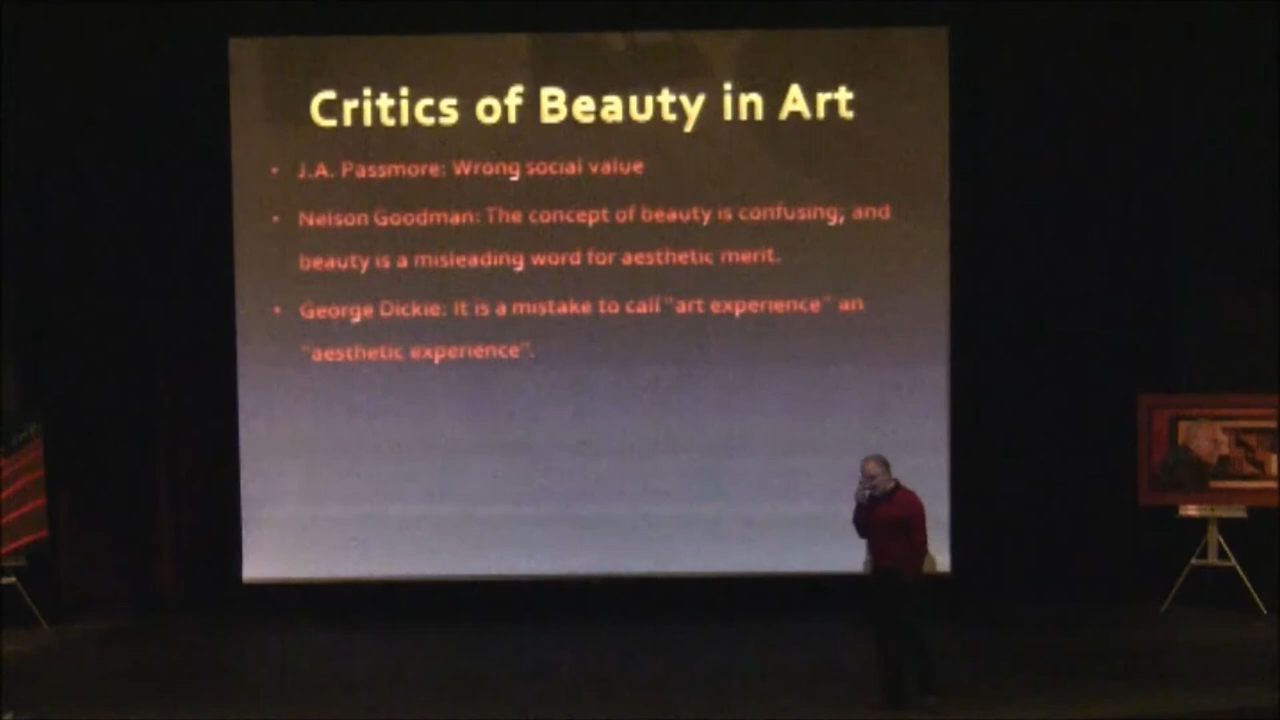 Critics of Beauty in Art
• J.A. Passmore: Wrong social value
• Nelson Goodman: The concept of beauty is confusing, and
beauty is a misleading word for aesthetic merit.
• George Dickie: It is a mistake to call "art experience" an
"aesthetic experience".